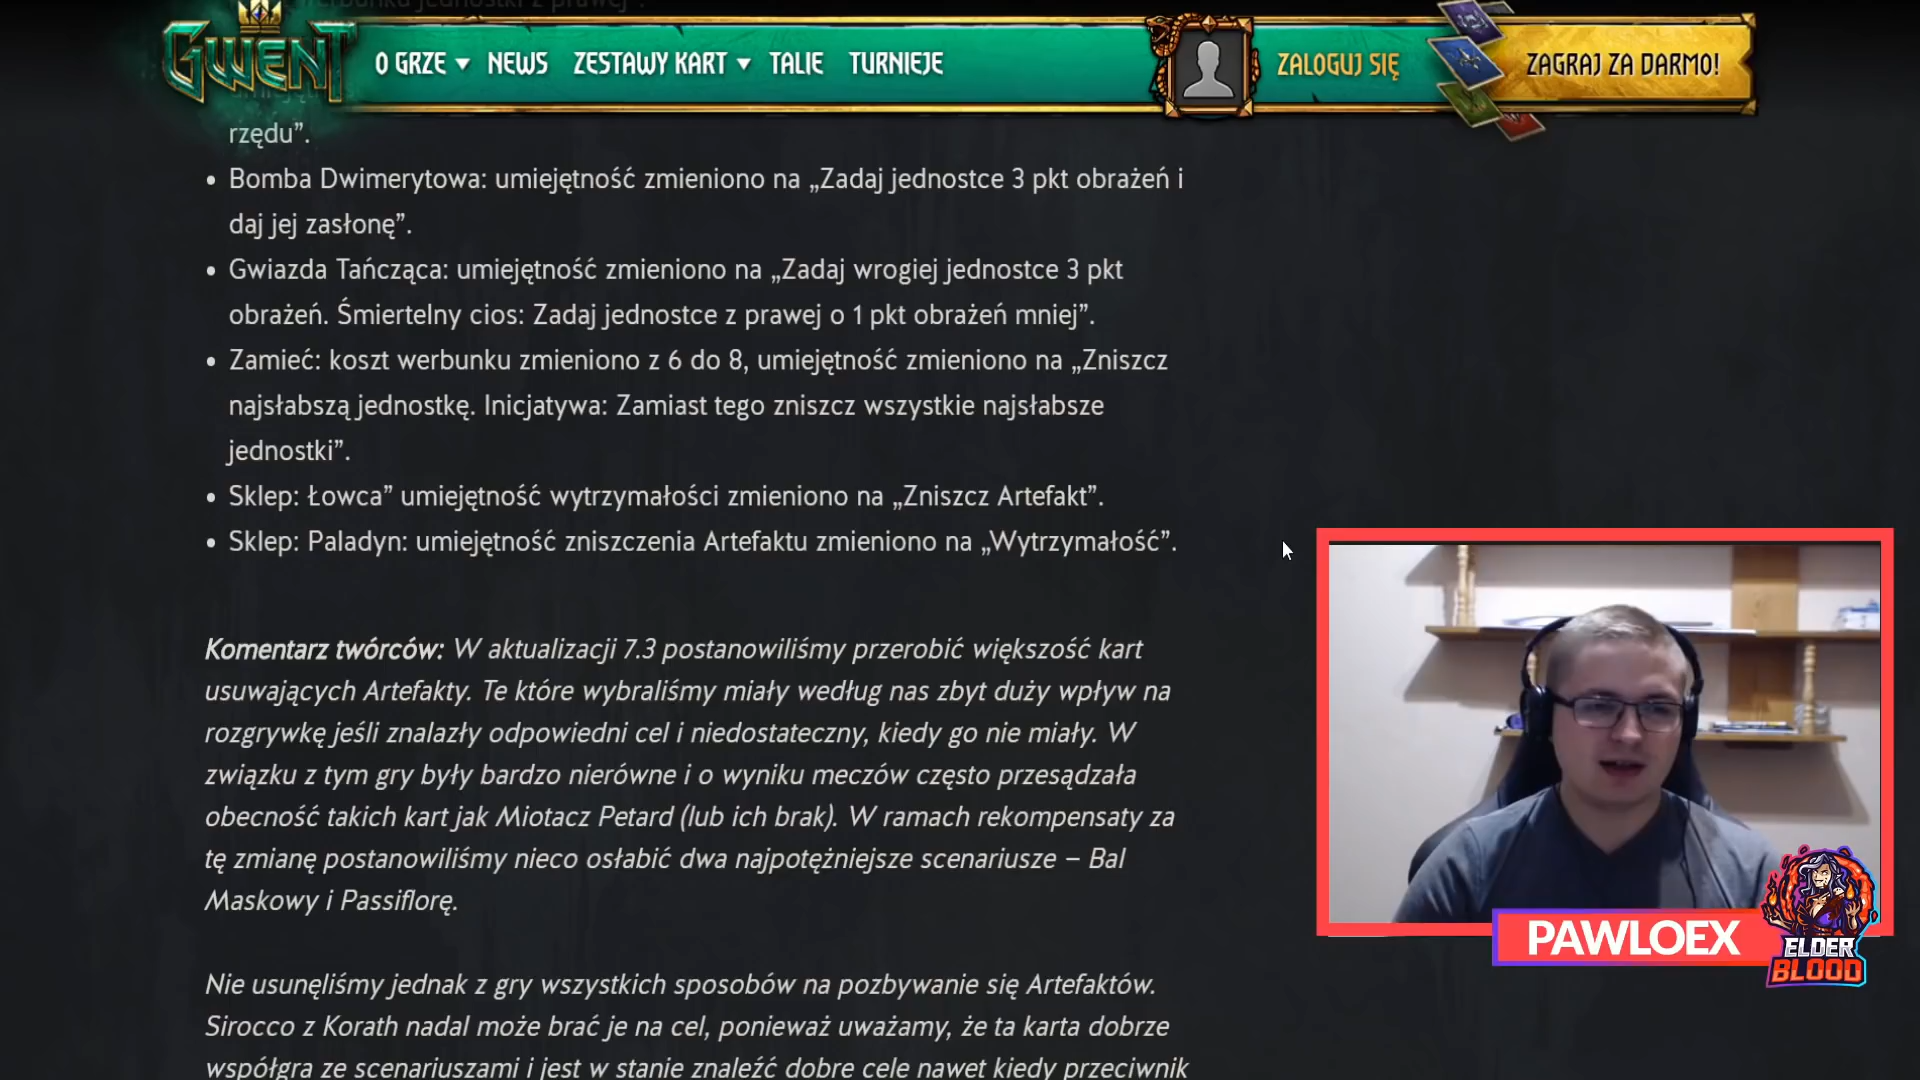 GWENT
O GRZE
NEWS
ZESTAWY KART
TALIE
TURNIEJE
ZALOGUJ SIĘ
ZAGRAJ ZA DARMO!
rzędu”.
• Bomba Dwimerytowa: umiejętność zmieniono na „Zadaj jednostce 3 pkt obrażeń i
daj jej zasłonę”.
• Gwiazda Tańcząca: umiejętność zmieniono na „Zadaj wrogiej jednostce 3 pkt
obrażeń. Śmiertelny cios: Zadaj jednostce z prawej o 1 pkt obrażeń mniej”.
• Zamieć: koszt werbunku zmieniono z 6 do 8, umiejętność zmieniono na „Zniszcz
najsłabszą jednostkę. Inicjatywa: Zamiast tego zniszcz wszystkie najsłabsze
jednostki”.
• Sklep: Łowca” umiejętność wytrzymałości zmieniono na „Zniszcz Artefakt”.
• Sklep: Paladyn: umiejętność zniszczenia Artefaktu zmieniono na „Wytrzymałość”.
Komentarz twórców: W aktualizacji 7.3 postanowiliśmy przerobić większość kart
usuwających Artefakty. Te które wybraliśmy miały według nas zbyt duży wpływ na
rozgrywkę jeśli znalazły odpowiedni cel i niedostateczny, kiedy go nie miały. W
związku z tym gry były bardzo nierówne i o wyniku meczów często przesądzała
obecność takich kart jak Miotacz Petard (lub ich brak). W ramach rekompensaty za
tę zmianę postanowiliśmy nieco osłabić dwa najpotężniejsze scenariusze – Bal
Maskowy i Passiflorę.
Nie usunęliśmy jednak z gry wszystkich sposobów na pozbywanie się Artefaktów.
Sirocco z Korath nadal może brać je na cel, ponieważ uważamy, że ta karta dobrze
współgra ze scenariuszami i jest w stanie znaleźć dobre cele nawet kiedy przeciwnik
PAWLOEX
ELDER
BLOOD